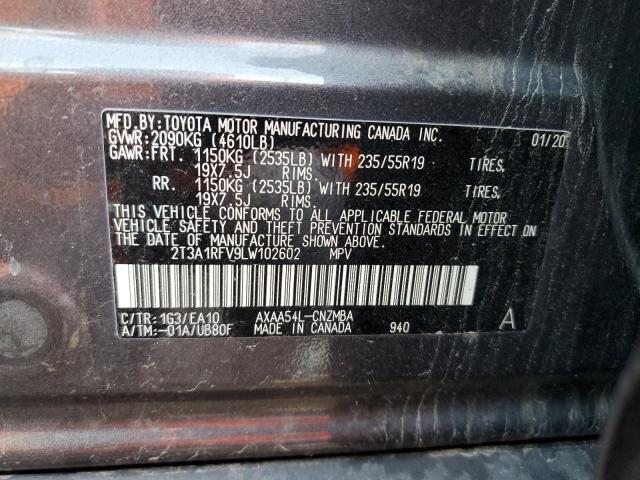 MFD.BY:TOYOTA MOTOR MANUFACTURING CANADA INC. 01/20
GVWR:2090KG (4610LB)
GAWR:FRT. 1150KG (2535LB) WITH 235/55R19 TIRES.
19X7.5J RIMS.
RR. 1150KG (2535LB) WITH 235/55R19 TIRES.
19X7.5J RIMS.
THIS VEHICLE CONFORMS TO ALL APPLICABLE FEDERAL MOTOR
VEHICLE SAFETY AND THEFT PREVENTION STANDARDS IN EFFECT ON
THE DATE OF MANUFACTURE SHOWN ABOVE.
2T3A1RFV9LW102602 MPV
C/TR:1G3/EA10 AXAA54L-CNZMBA A
A/TM:-01A/UB80F MADE IN CANADA 940